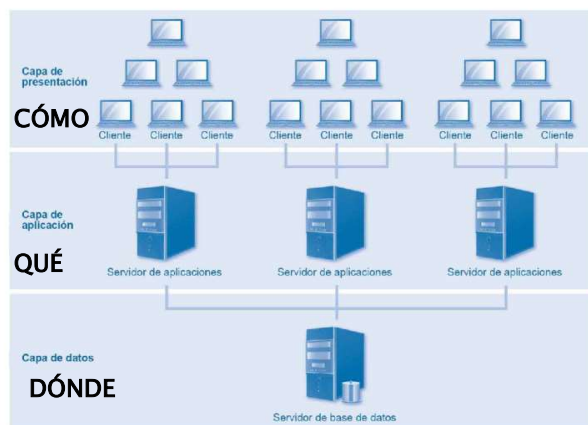 Capa de
presentación
CÓMO
Cliente Cliente Cliente Cliente Cliente Cliente Cliente Cliente Cliente
Capa de
aplicación
QUÉ
Servidor de aplicaciones Servidor de aplicaciones Servidor de aplicaciones
Capa de datos
DÓNDE
Servidor de base de datos